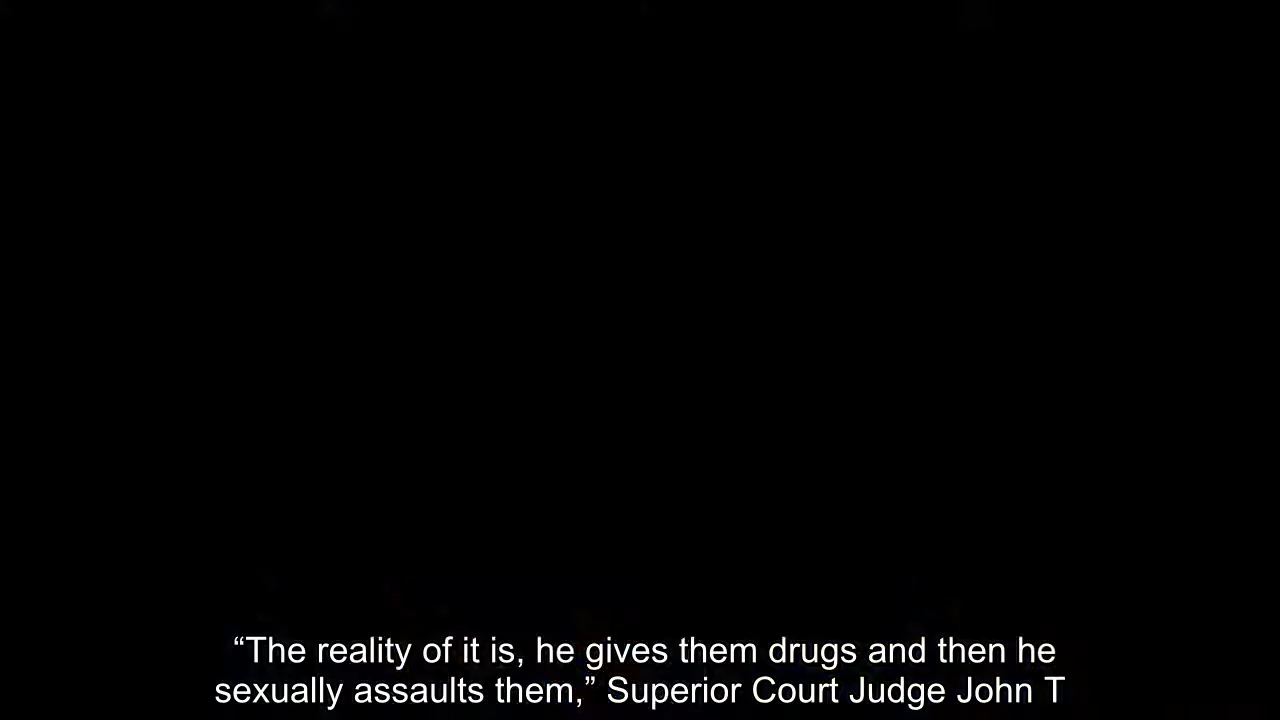 “The reality of it is, he gives them drugs and then he
sexually assaults them,” Superior Court Judge John T